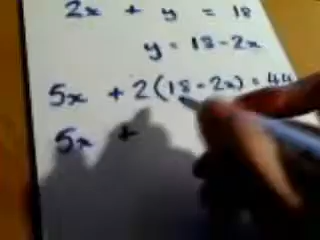 2x + y = 18
y = 18 - 2x
5x + 2(18 - 2x) = 44
5x +